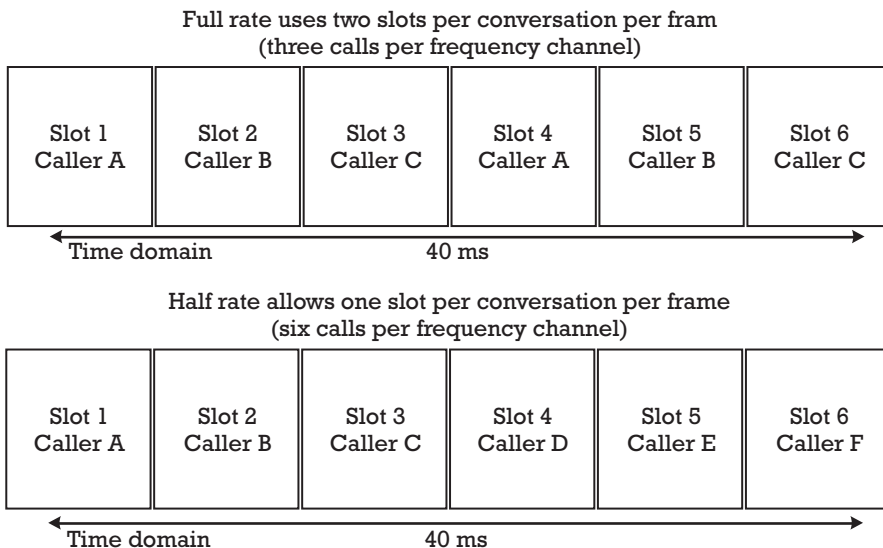 Full rate uses two slots per conversation per fram
(three calls per frequency channel)
Slot 1 Slot 2 Slot 3 Slot 4 Slot 5 Slot 6
Caller A Caller B Caller C Caller A Caller B Caller C
Time domain 40 ms
Half rate allows one slot per conversation per frame
(six calls per frequency channel)
Slot 1 Slot 2 Slot 3 Slot 4 Slot 5 Slot 6
Caller A Caller B Caller C Caller D Caller E Caller F
Time domain 40 ms